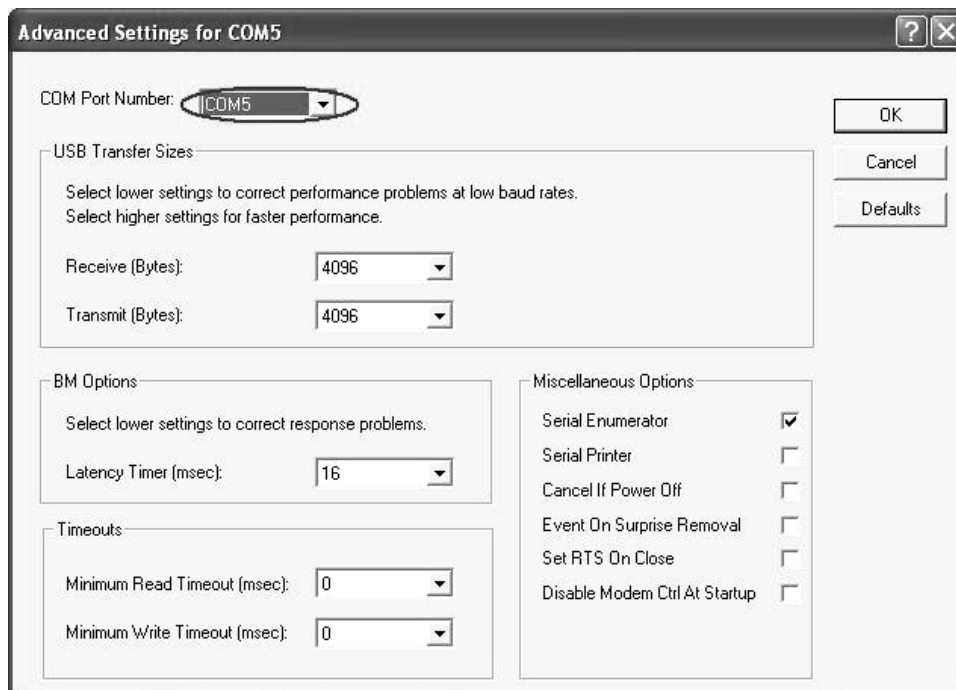 Advanced Settings for COM5
COM Port Number: COM5
OK
Cancel
Defaults
USB Transfer Sizes
Select lower settings to correct performance problems at low baud rates.
Select higher settings for faster performance.
Receive (Bytes): 4096
Transmit (Bytes): 4096
BM Options
Select lower settings to correct response problems.
Latency Timer (msec): 16
Timeouts
Minimum Read Timeout (msec): 0
Minimum Write Timeout (msec): 0
Miscellaneous Options
Serial Enumerator
Serial Printer
Cancel If Power Off
Event On Surprise Removal
Set RTS On Close
Disable Modem Ctrl At Startup